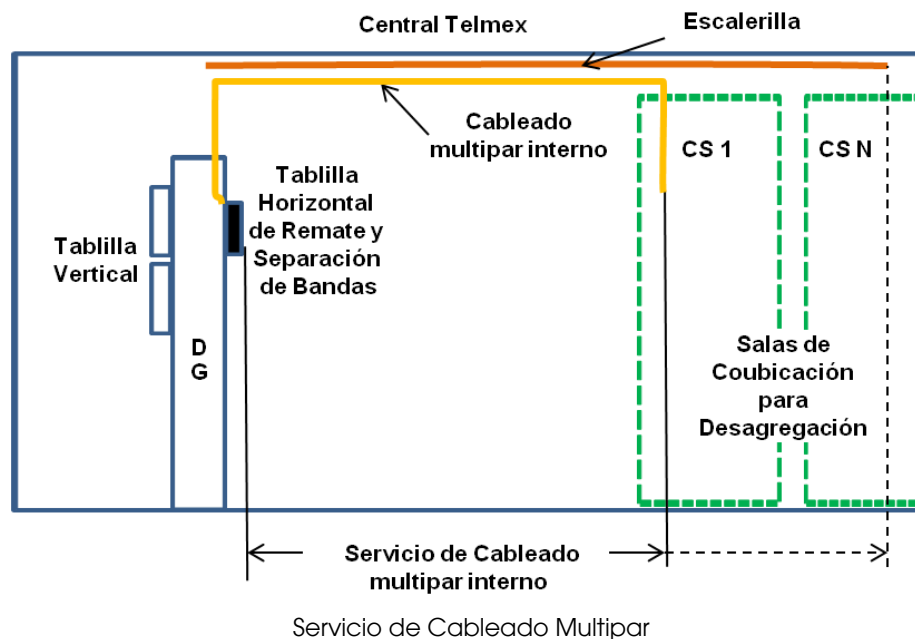 Central Telmex
Escalerilla
Cableado
multipar interno
CS 1
CS N
Tablilla
Horizontal
de Remate y
Separación
de Bandas
Tablilla
Vertical
D
G
Salas de
Coubicación
para
Desagregación
Servicio de Cableado
multipar interno
Servicio de Cableado Multipar